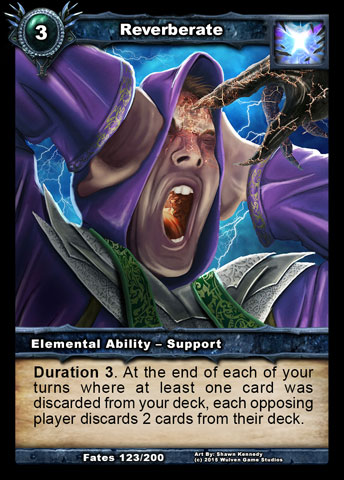 3
Reverberate
Elemental Ability – Support
Duration 3. At the end of each of your
turns where at least one card was
discarded from your deck, each opposing
player discards 2 cards from their deck.
Fates 123/200
Art By: Shawn Kennedy
(c) 2015 Wulven Game Studios